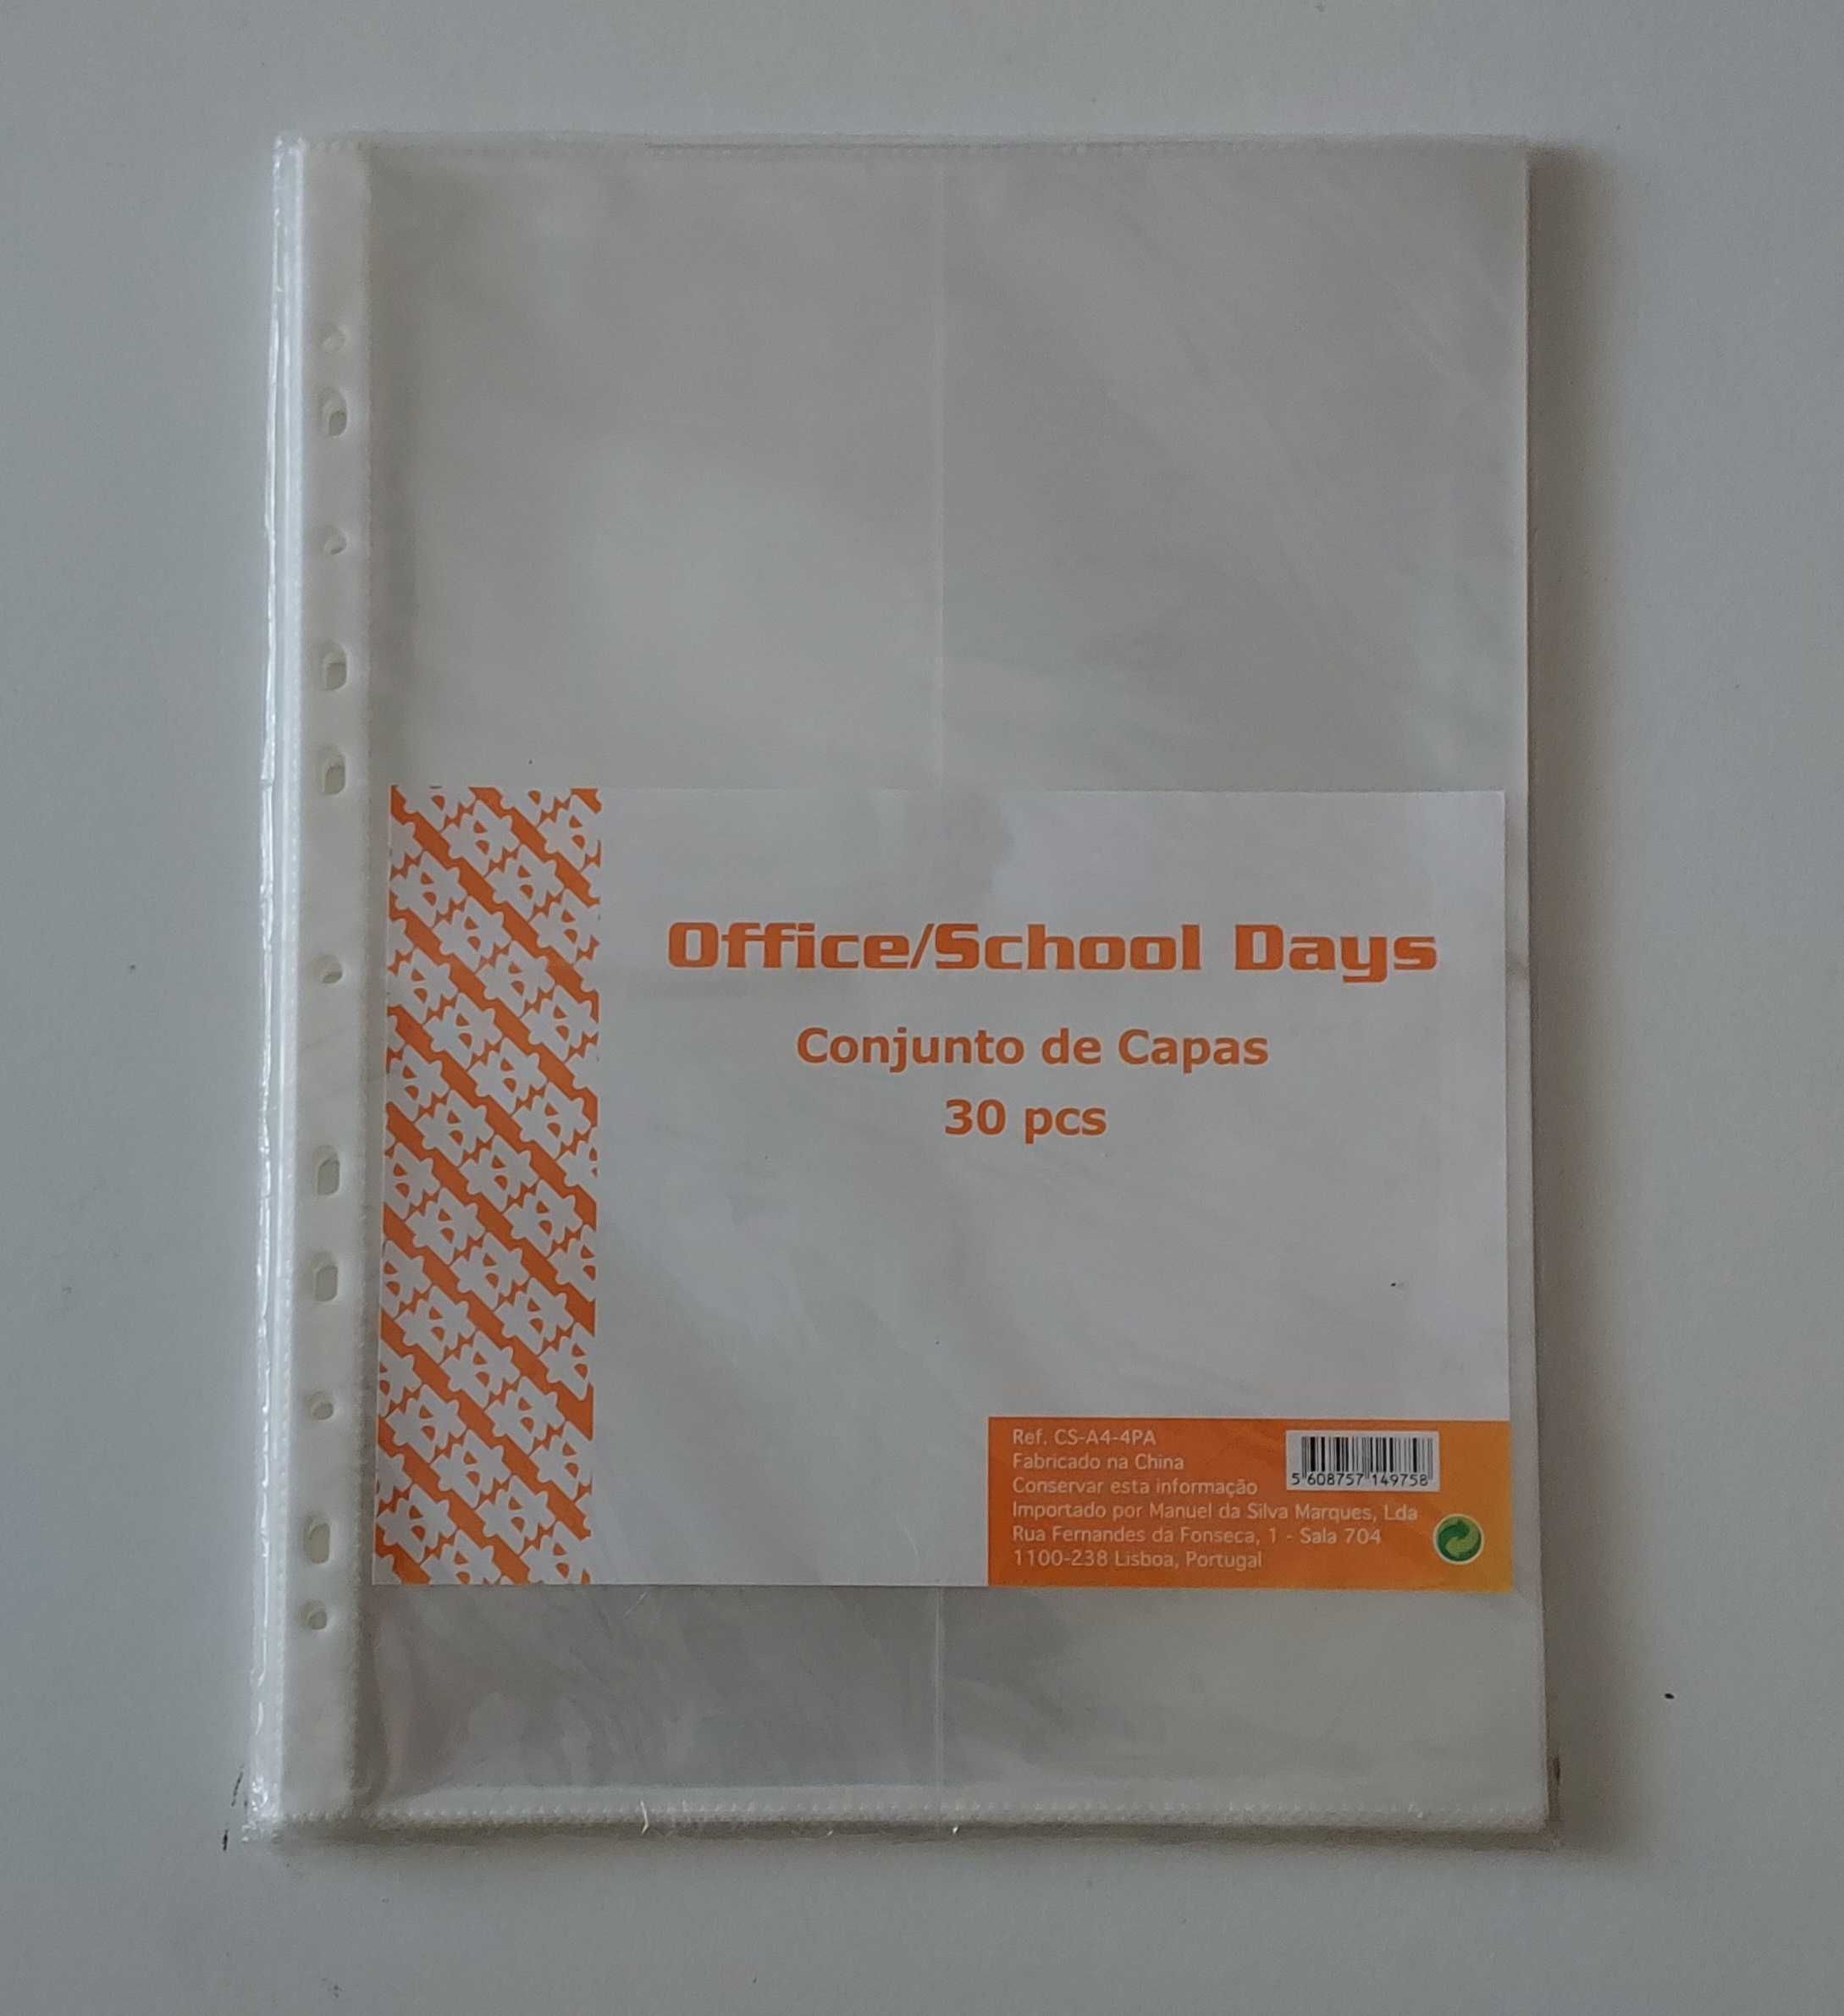 Office/School Days
Conjunto de Capas
30 pcs
Ref. CS-A4-4PA
Fabricado na China
Conservar esta informação
Importado por Manuel da Silva Marques, Lda
Rua Fernandes da Fonseca, 1 - Sala 704
1100-238 Lisboa, Portugal
5 608757 149758